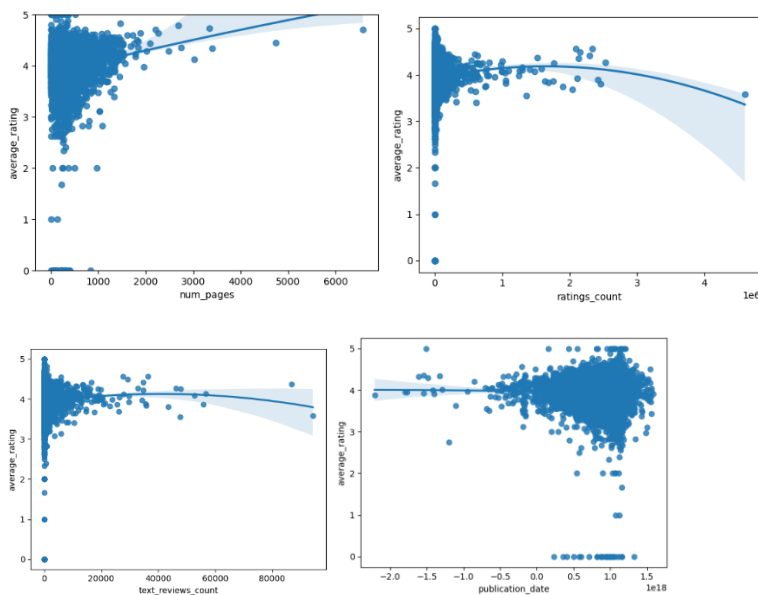 5
4
3
2
1
0
average_rating
0 1000 2000 3000 4000 5000 6000
num_pages
5
4
3
2
1
0
average_rating
0 1 2 3 4
1e6
ratings_count
5
4
3
2
1
0
average_rating
0 20000 40000 60000 80000
text_reviews_count
5
4
3
2
1
0
average_rating
−2.0 −1.5 −1.0 −0.5 0.0 0.5 1.0 1.5
1e18
publication_date